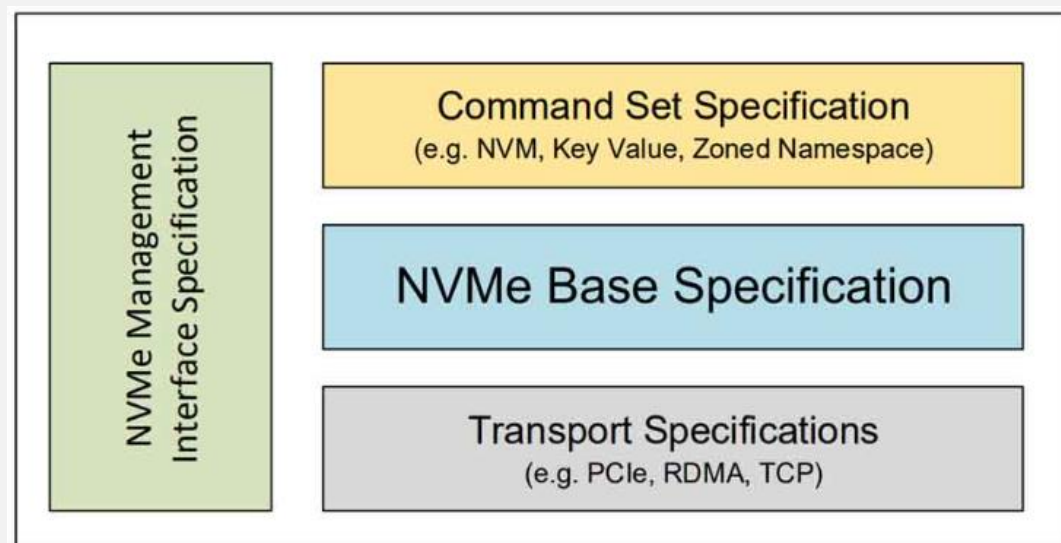 NVMe Management
Interface Specification
Command Set Specification
(e.g. NVM, Key Value, Zoned Namespace)
NVMe Base Specification
Transport Specifications
(e.g. PCIe, RDMA, TCP)